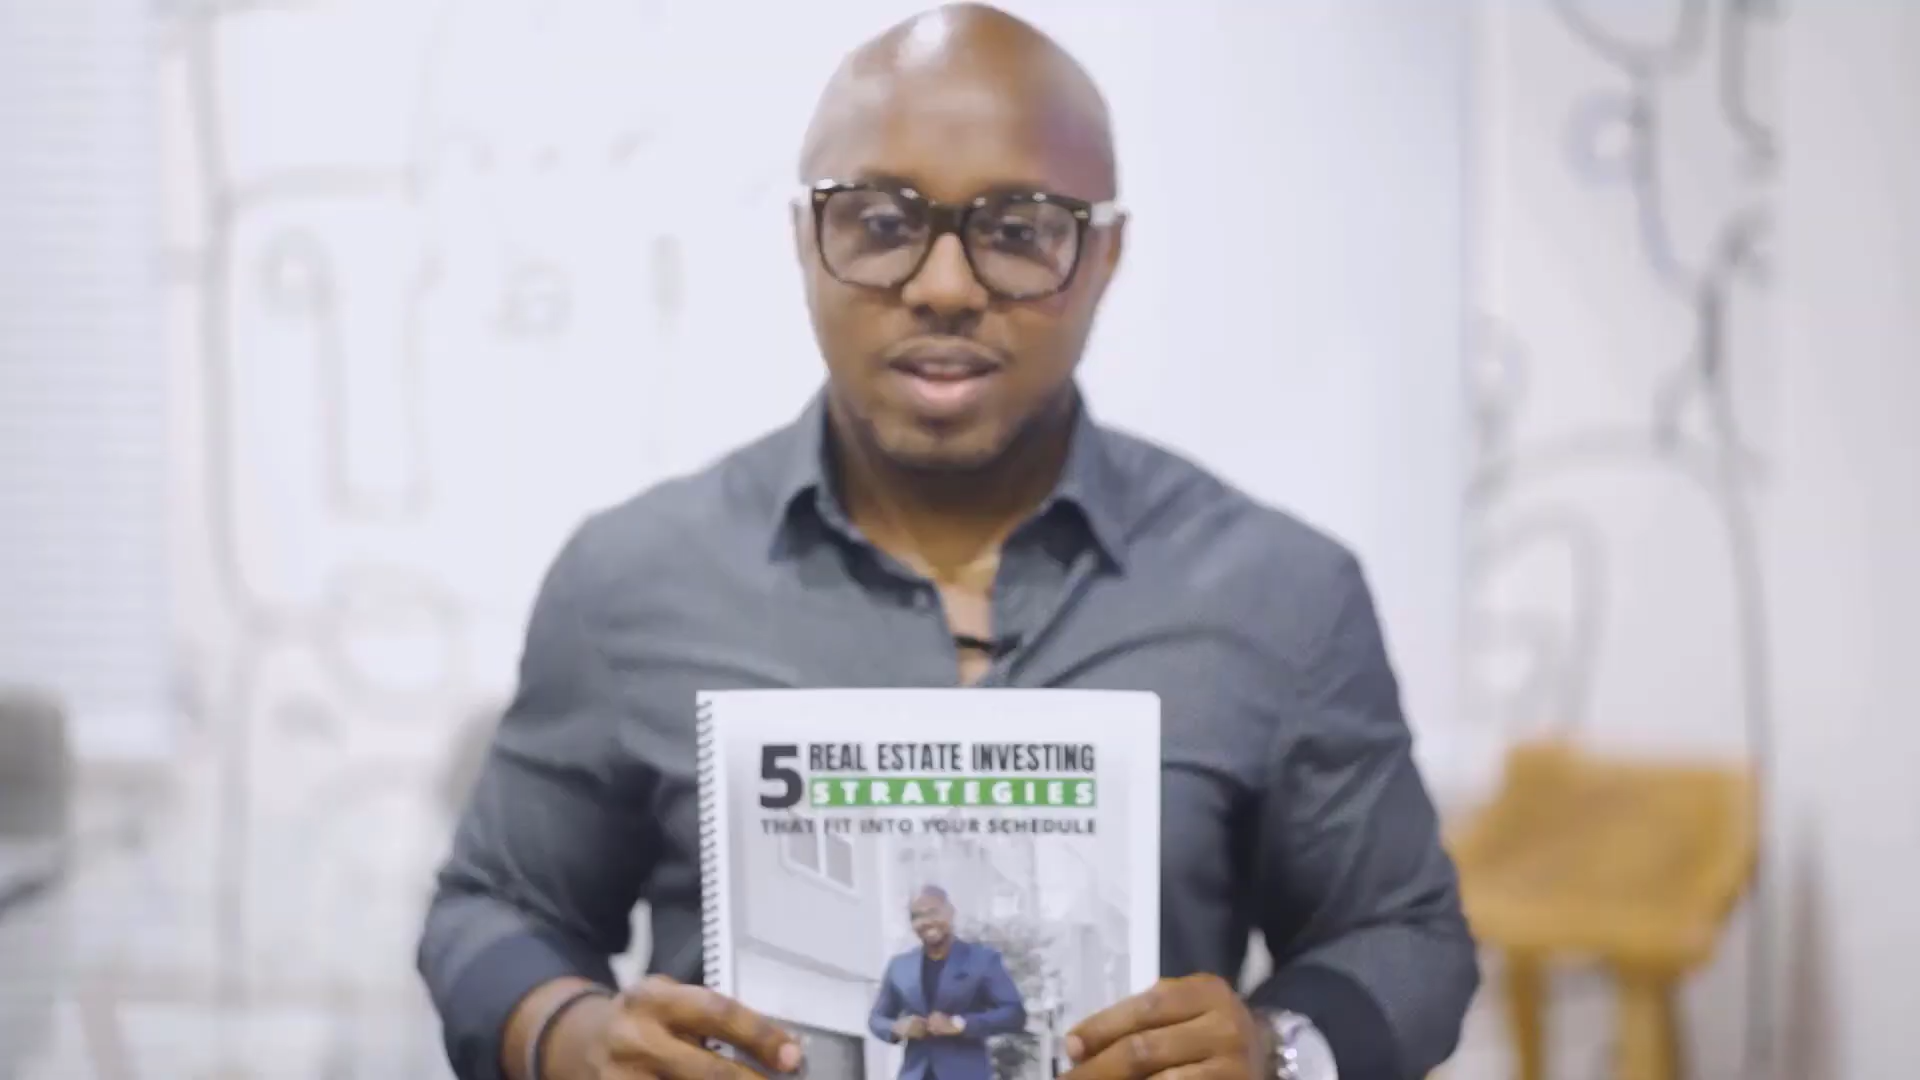 5 REAL ESTATE INVESTING
STRATEGIES
THAT FIT INTO YOUR SCHEDULE